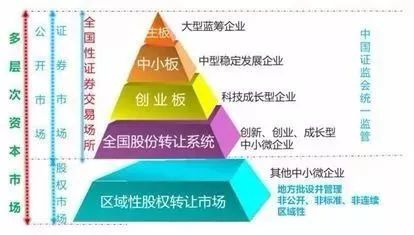 多层次资本市场
公开市场
证券市场
全国性证券交易场所
股权市场
主板
大型蓝筹企业
中小板
中型稳定发展企业
创业板
科技成长型企业
全国股份转让系统
创新、创业、成长型
中小微企业
区域性股权转让市场
其他中小微企业
地方批设并管理
非公开、非标准、非连续
区域性
中国证监会统一监管